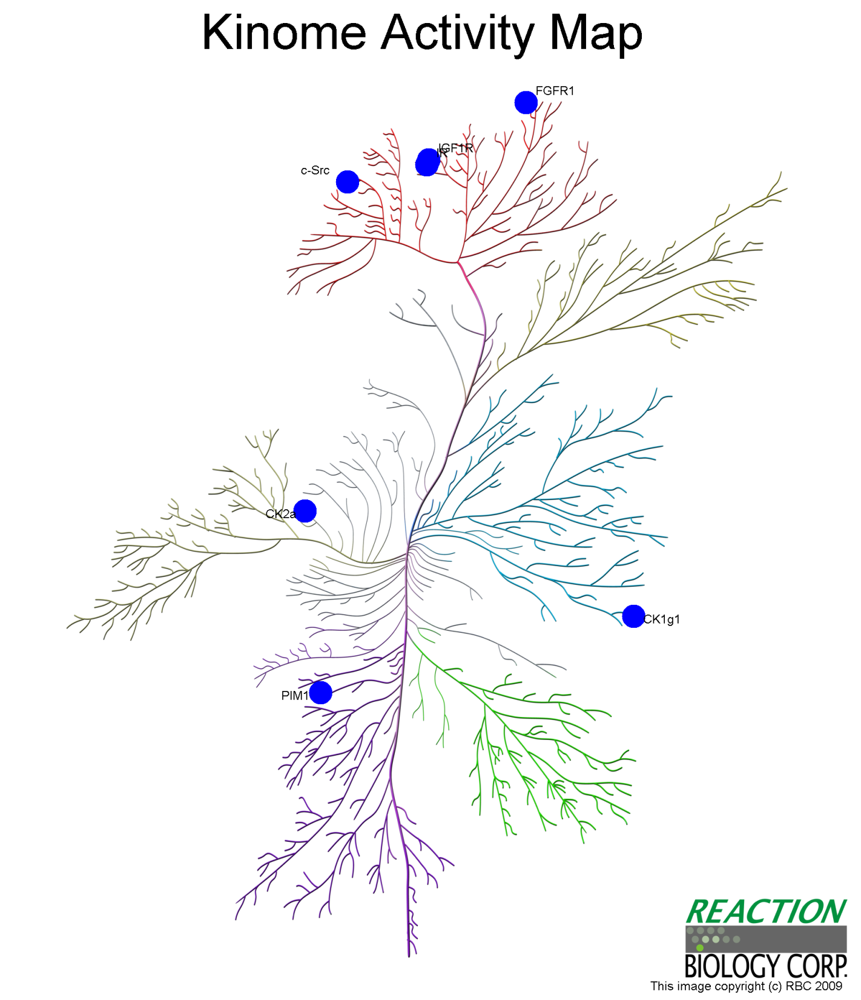 Kinome Activity Map
FGFR1
IGF1R
IR
c-Src
CK2a
CK1g1
PIM1
REACTION
BIOLOGY CORP.
This image copyright (c) RBC 2009